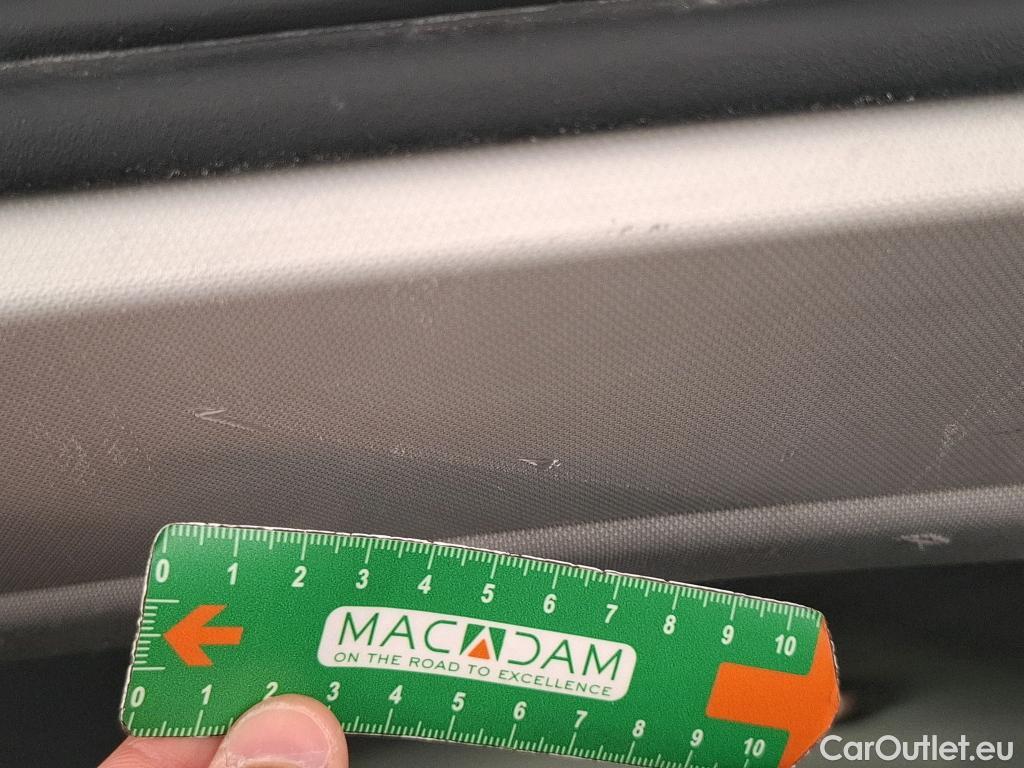 0 1 2 3 4 5 6 7 8 9 10
MACADAM
ON THE ROAD TO EXCELLENCE
0 1 2 3 4 5 6 7 8 9 10
CarOutlet.eu